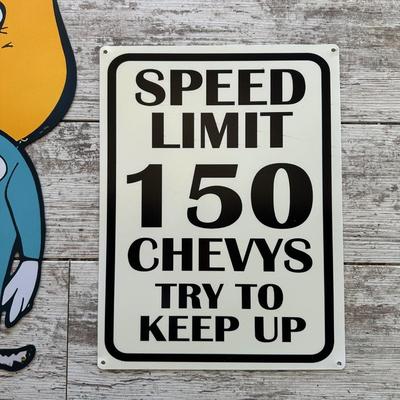 SPEED
LIMIT
150
CHEVYS
TRY TO
KEEP UP